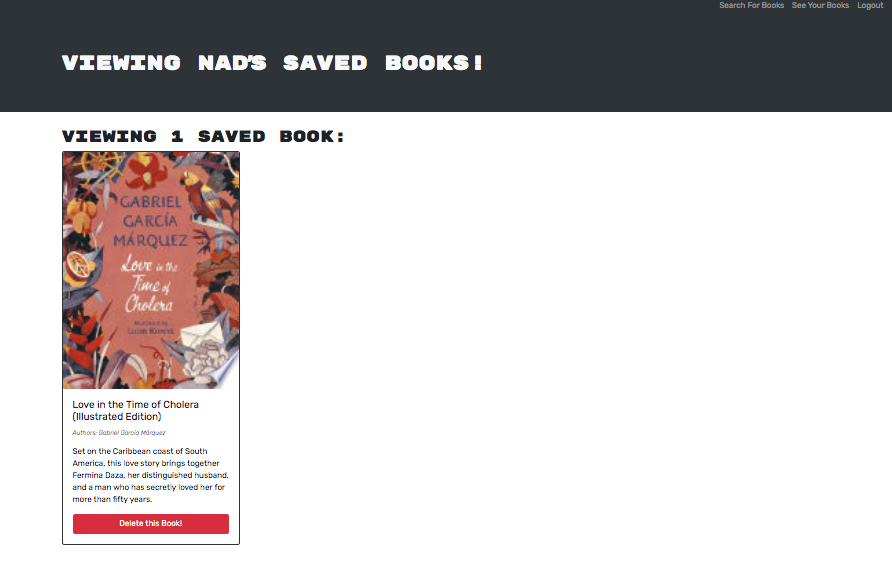 Search For Books See Your Books Logout
VIEWING NAD'S SAVED BOOKS!
VIEWING 1 SAVED BOOK:
GABRIEL
GARCÍA
MÁRQUEZ
Love in the
Time of
Cholera
Love in the Time of Cholera
(Illustrated Edition)
Authors: Gabriel García Márquez
Set on the Caribbean coast of South
America, this love story brings together
Fermina Daza, her distinguished husband,
and a man who has secretly loved her for
more than fifty years.
Delete this Book!